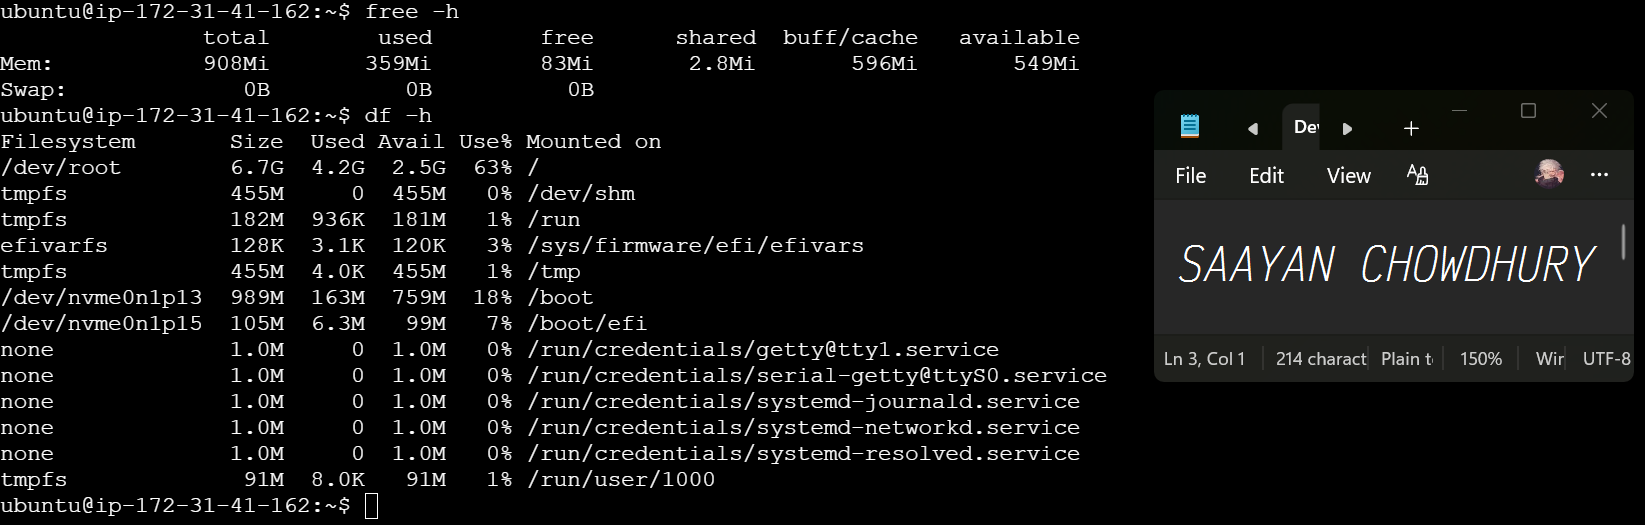 ubuntu@ip-172-31-41-162:~$ free -h
total used free shared buff/cache available
Mem: 908Mi 359Mi 83Mi 2.8Mi 596Mi 549Mi
Swap: 0B 0B 0B
ubuntu@ip-172-31-41-162:~$ df -h
Filesystem Size Used Avail Use% Mounted on
/dev/root 6.7G 4.2G 2.5G 63% /
tmpfs 455M 0 455M 0% /dev/shm
tmpfs 182M 936K 181M 1% /run
efivarfs 128K 3.1K 120K 3% /sys/firmware/efi/efivars
tmpfs 455M 4.0K 455M 1% /tmp
/dev/nvme0n1p13 989M 163M 759M 18% /boot
/dev/nvme0n1p15 105M 6.3M 99M 7% /boot/efi
none 1.0M 0 1.0M 0% /run/credentials/getty@tty1.service
none 1.0M 0 1.0M 0% /run/credentials/serial-getty@ttyS0.service
none 1.0M 0 1.0M 0% /run/credentials/systemd-journald.service
none 1.0M 0 1.0M 0% /run/credentials/systemd-networkd.service
none 1.0M 0 1.0M 0% /run/credentials/systemd-resolved.service
tmpfs 91M 8.0K 91M 1% /run/user/1000
ubuntu@ip-172-31-41-162:~$
Dev
File Edit View
SAAYAN CHOWDHURY
Ln 3, Col 1 214 charact Plain t 150% Wir UTF-8